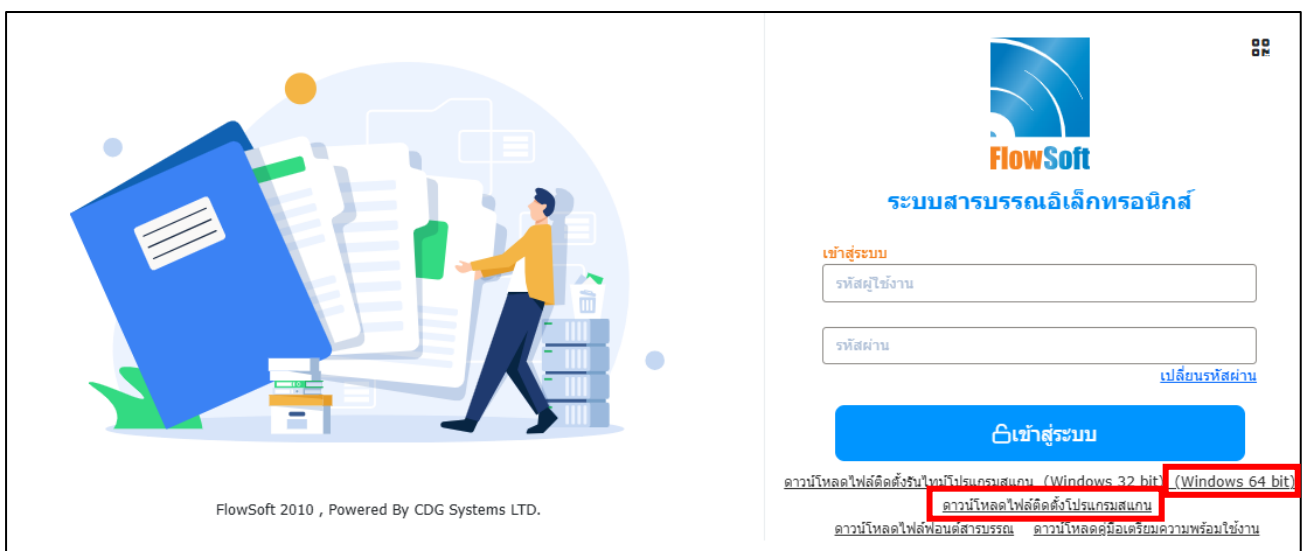 FlowSoft
ระบบสารบรรณอิเล็กทรอนิกส์
เข้าสู่ระบบ
รหัสผู้ใช้งาน
รหัสผ่าน
เปลี่ยนรหัสผ่าน
เข้าสู่ระบบ
ดาวน์โหลดไฟล์ติดตั้งรันไทม์โปรแกรมสแกน (Windows 32 bit) (Windows 64 bit)
ดาวน์โหลดไฟล์ติดตั้งโปรแกรมสแกน
ดาวน์โหลดไฟล์ฟอนต์สารบรรณ ดาวน์โหลดคู่มือเตรียมความพร้อมใช้งาน
FlowSoft 2010 , Powered By CDG Systems LTD.